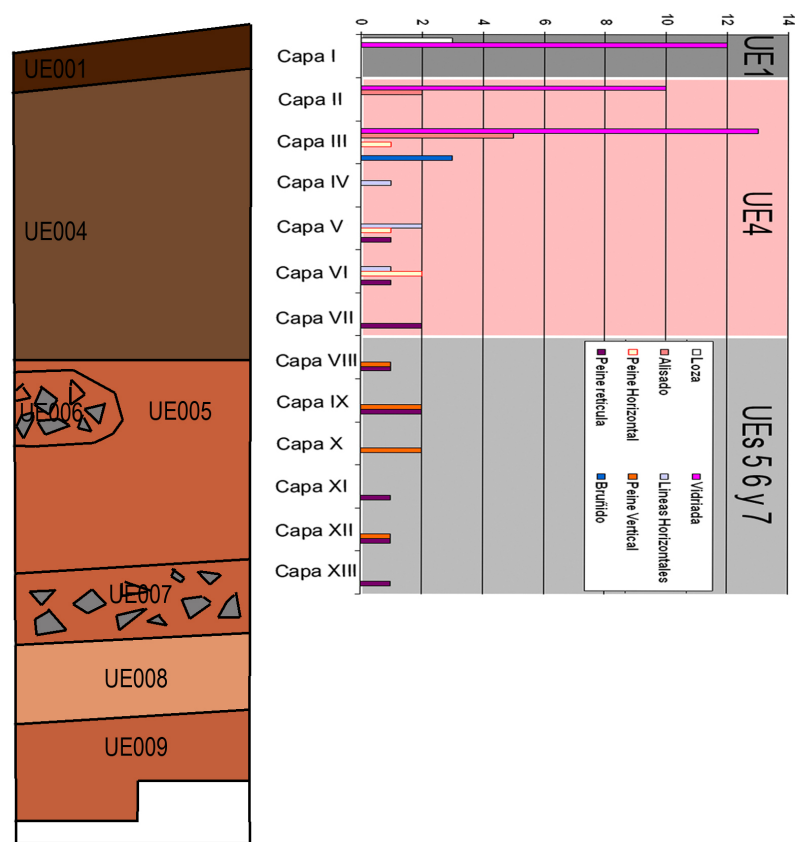 UE001
UE004
UE006
UE005
UE007
UE008
UE009
0 2 4 6 8 10 12 14
Capa I
Capa II
Capa III
Capa IV
Capa V
Capa VI
Capa VII
Capa VIII
Capa IX
Capa X
Capa XI
Capa XII
Capa XIII
UE1
UE4
UEs 5 6 y 7
Loza
Vidriada
Alisado
Líneas Horizontales
Peine Horizontal
Peine Vertical
Peine retícula
Bruñido